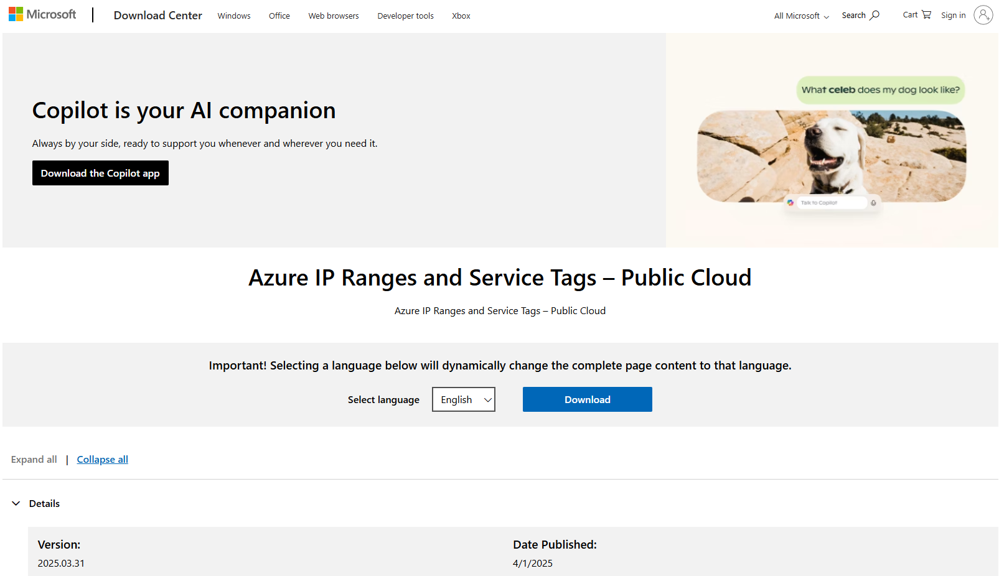 Microsoft
Download Center
Windows
Office
Web browsers
Developer tools
Xbox
All Microsoft
Search
Cart
Sign in
Copilot is your AI companion
Always by your side, ready to support you whenever and wherever you need it.
Download the Copilot app
What celeb does my dog look like?
Talk to Copilot
Azure IP Ranges and Service Tags – Public Cloud
Azure IP Ranges and Service Tags – Public Cloud
Important! Selecting a language below will dynamically change the complete page content to that language.
Select language
English
Download
Expand all | Collapse all
Details
Version:
2025.03.31
Date Published:
4/1/2025